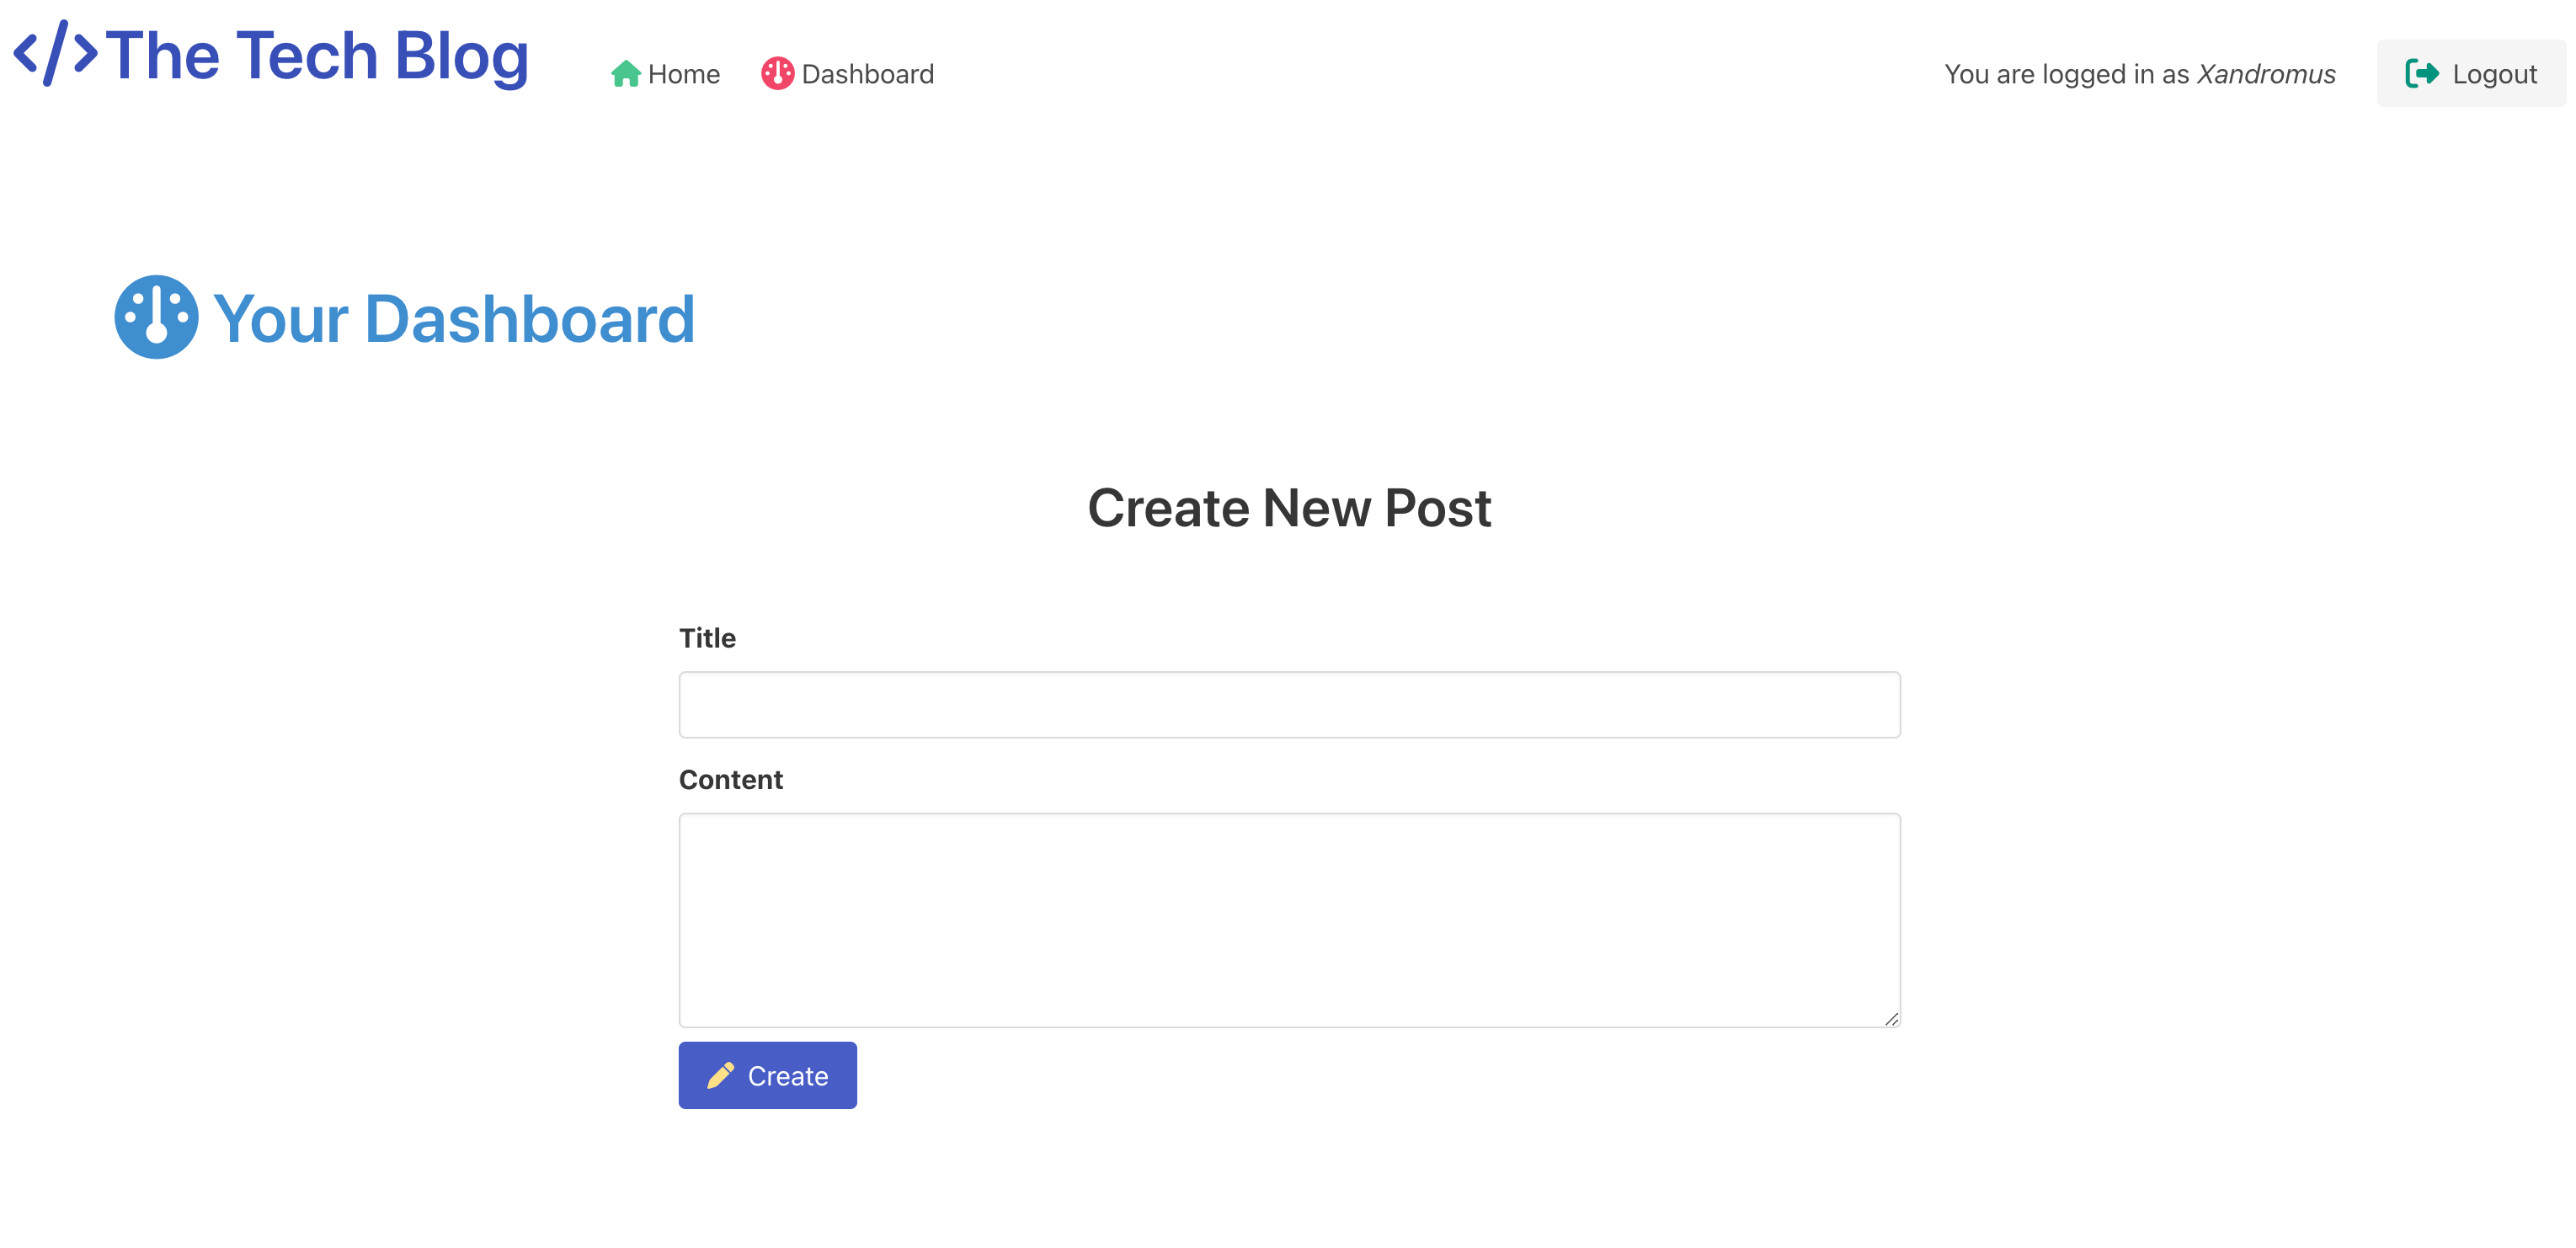 </> The Tech Blog
Home
Dashboard
You are logged in as Xandromus
Logout
Your Dashboard
Create New Post
Title
Content
Create